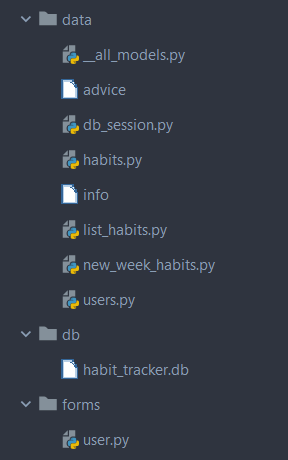 data
__all_models.py
advice
db_session.py
habits.py
info
list_habits.py
new_week_habits.py
users.py
db
habit_tracker.db
forms
user.py